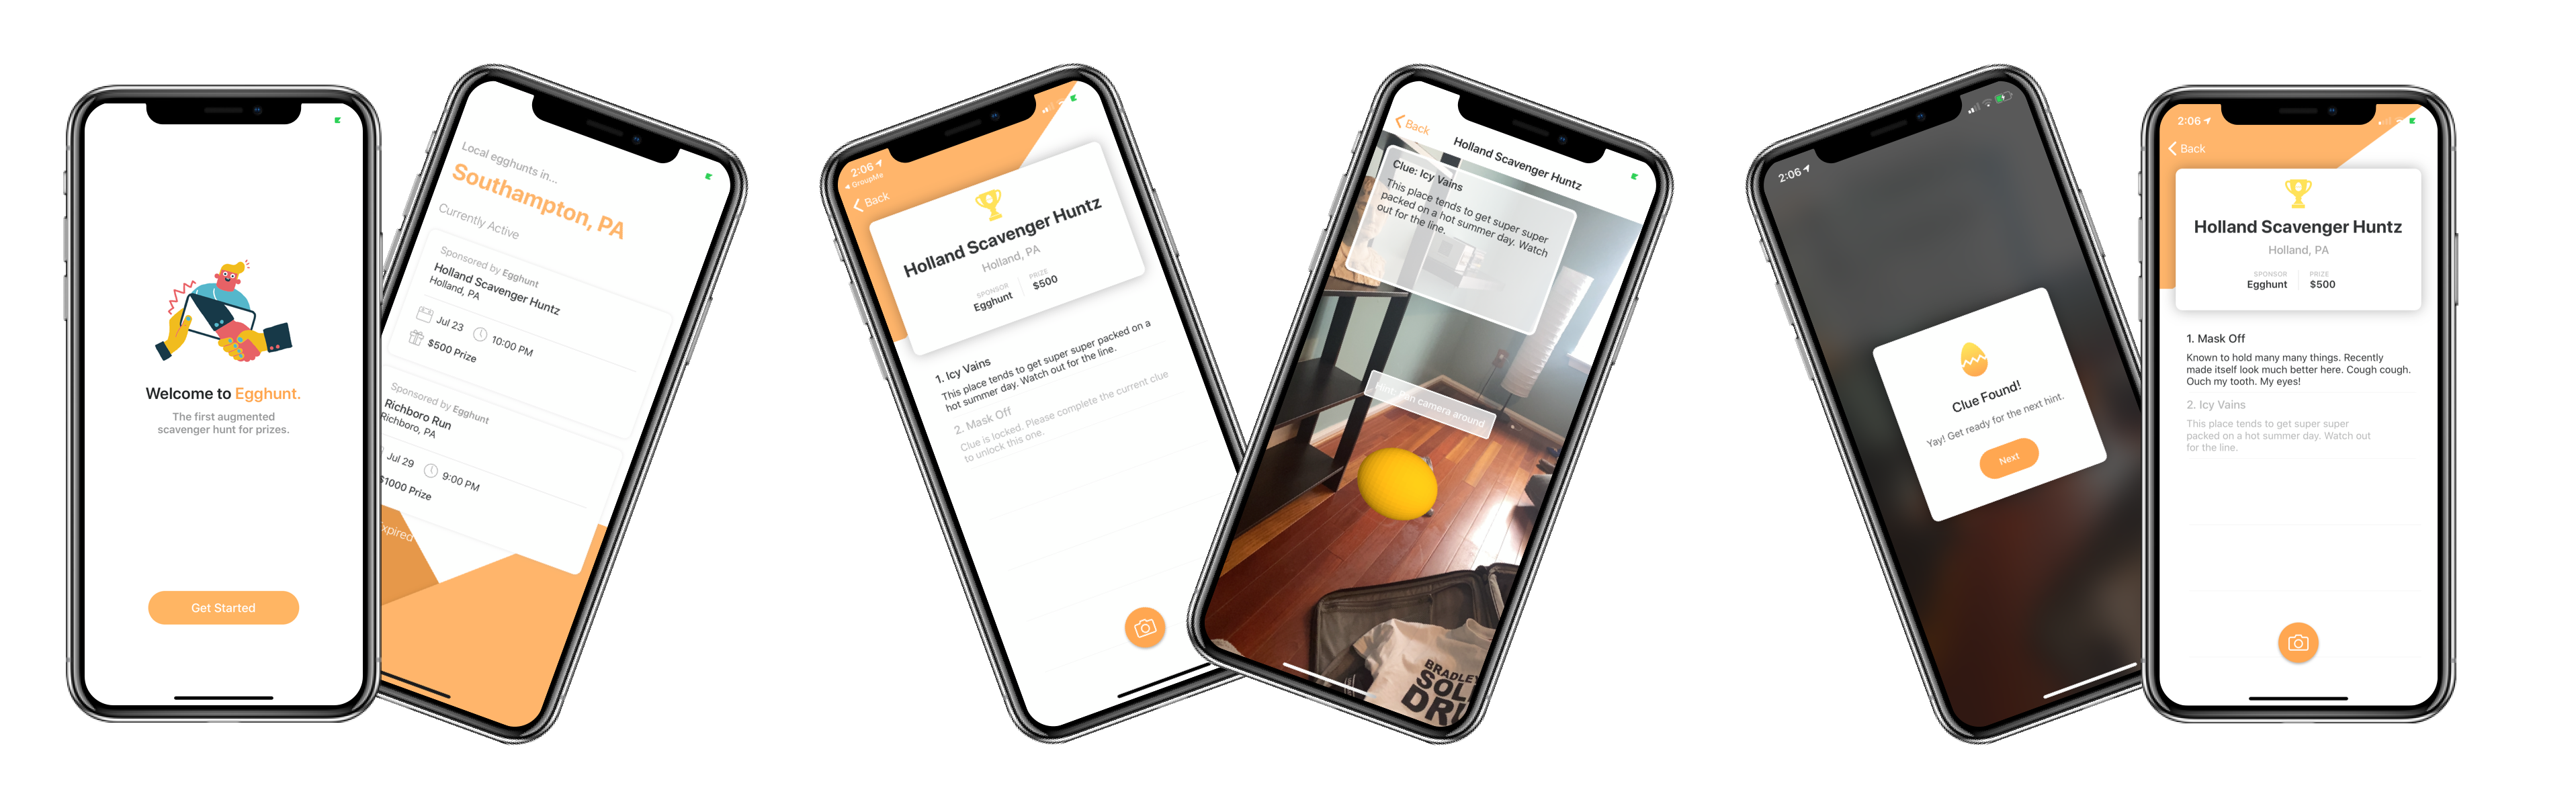 Welcome to Egghunt.
The first augmented
scavenger hunt for prizes.
Get Started
Local egghunts in...
Southampton, PA
Currently Active
Sponsored by Egghunt
Holland Scavenger Huntz
Holland, PA
Jul 23 10:00 PM
$500 Prize
Sponsored by Egghunt
Richboro Run
Richboro, PA
Jul 29 9:00 PM
$1000 Prize
xpired
2:06
GroupMe
Back
Holland Scavenger Huntz
Holland, PA
SPONSOR PRIZE
Egghunt $500
1. Icy Vains
This place tends to get super super packed on a
hot summer day. Watch out for the line.
2. Mask Off
Clue is locked. Please complete the current clue
to unlock this one.
Back
Holland Scavenger Huntz
Clue: Icy Vains
This place tends to get super super
packed on a hot summer day. Watch
out for the line.
Hint: Pan camera around
BRADLEY
SOL
DRU
2:06
Clue Found!
Yay! Get ready for the next hint.
Next
2:06
Back
Holland Scavenger Huntz
Holland, PA
SPONSOR PRIZE
Egghunt $500
1. Mask Off
Known to hold many many things. Recently
made itself look much better here. Cough cough.
Ouch my tooth. My eyes!
2. Icy Vains
This place tends to get super super
packed on a hot summer day. Watch out
for the line.